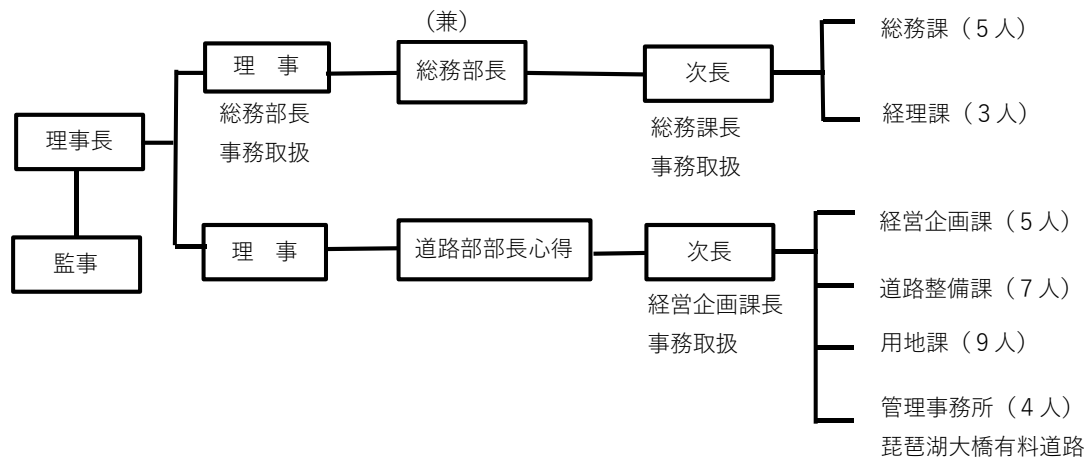 理事長
監事
理　事
総務部長
事務取扱
（兼）
総務部長
次長
総務課長
事務取扱
総務課（5人）
経理課（3人）
理　事
道路部部長心得
次長
経営企画課長
事務取扱
経営企画課（5人）
道路整備課（7人）
用地課（9人）
管理事務所（4人）
琵琶湖大橋有料道路